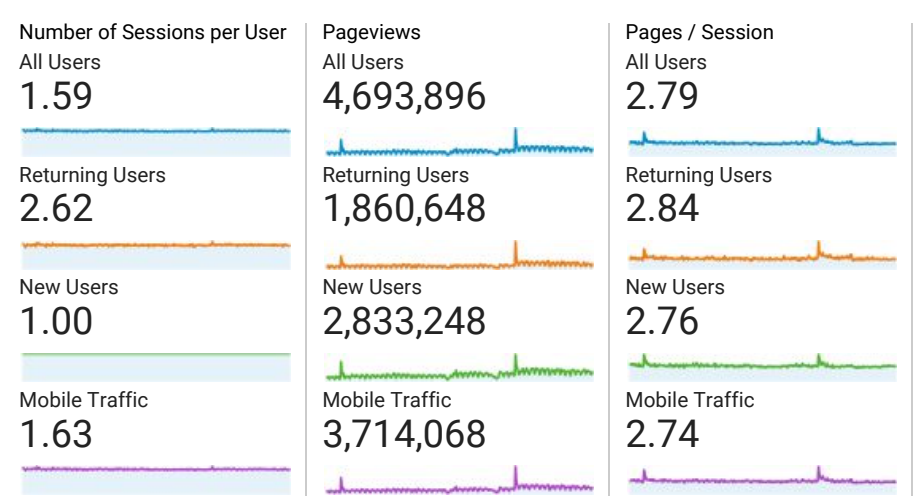 Number of Sessions per User
All Users
1.59
Returning Users
2.62
New Users
1.00
Mobile Traffic
1.63
Pageviews
All Users
4,693,896
Returning Users
1,860,648
New Users
2,833,248
Mobile Traffic
3,714,068
Pages / Session
All Users
2.79
Returning Users
2.84
New Users
2.76
Mobile Traffic
2.74